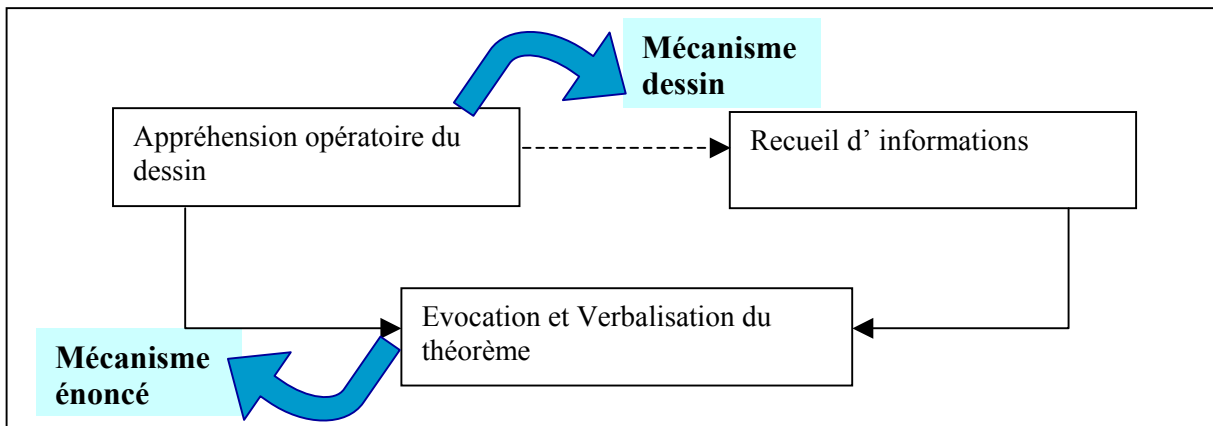 Mécanisme
dessin
Appréhension opératoire du
dessin
Recueil d' informations
Evocation et Verbalisation du
théorème
Mécanisme
énoncé